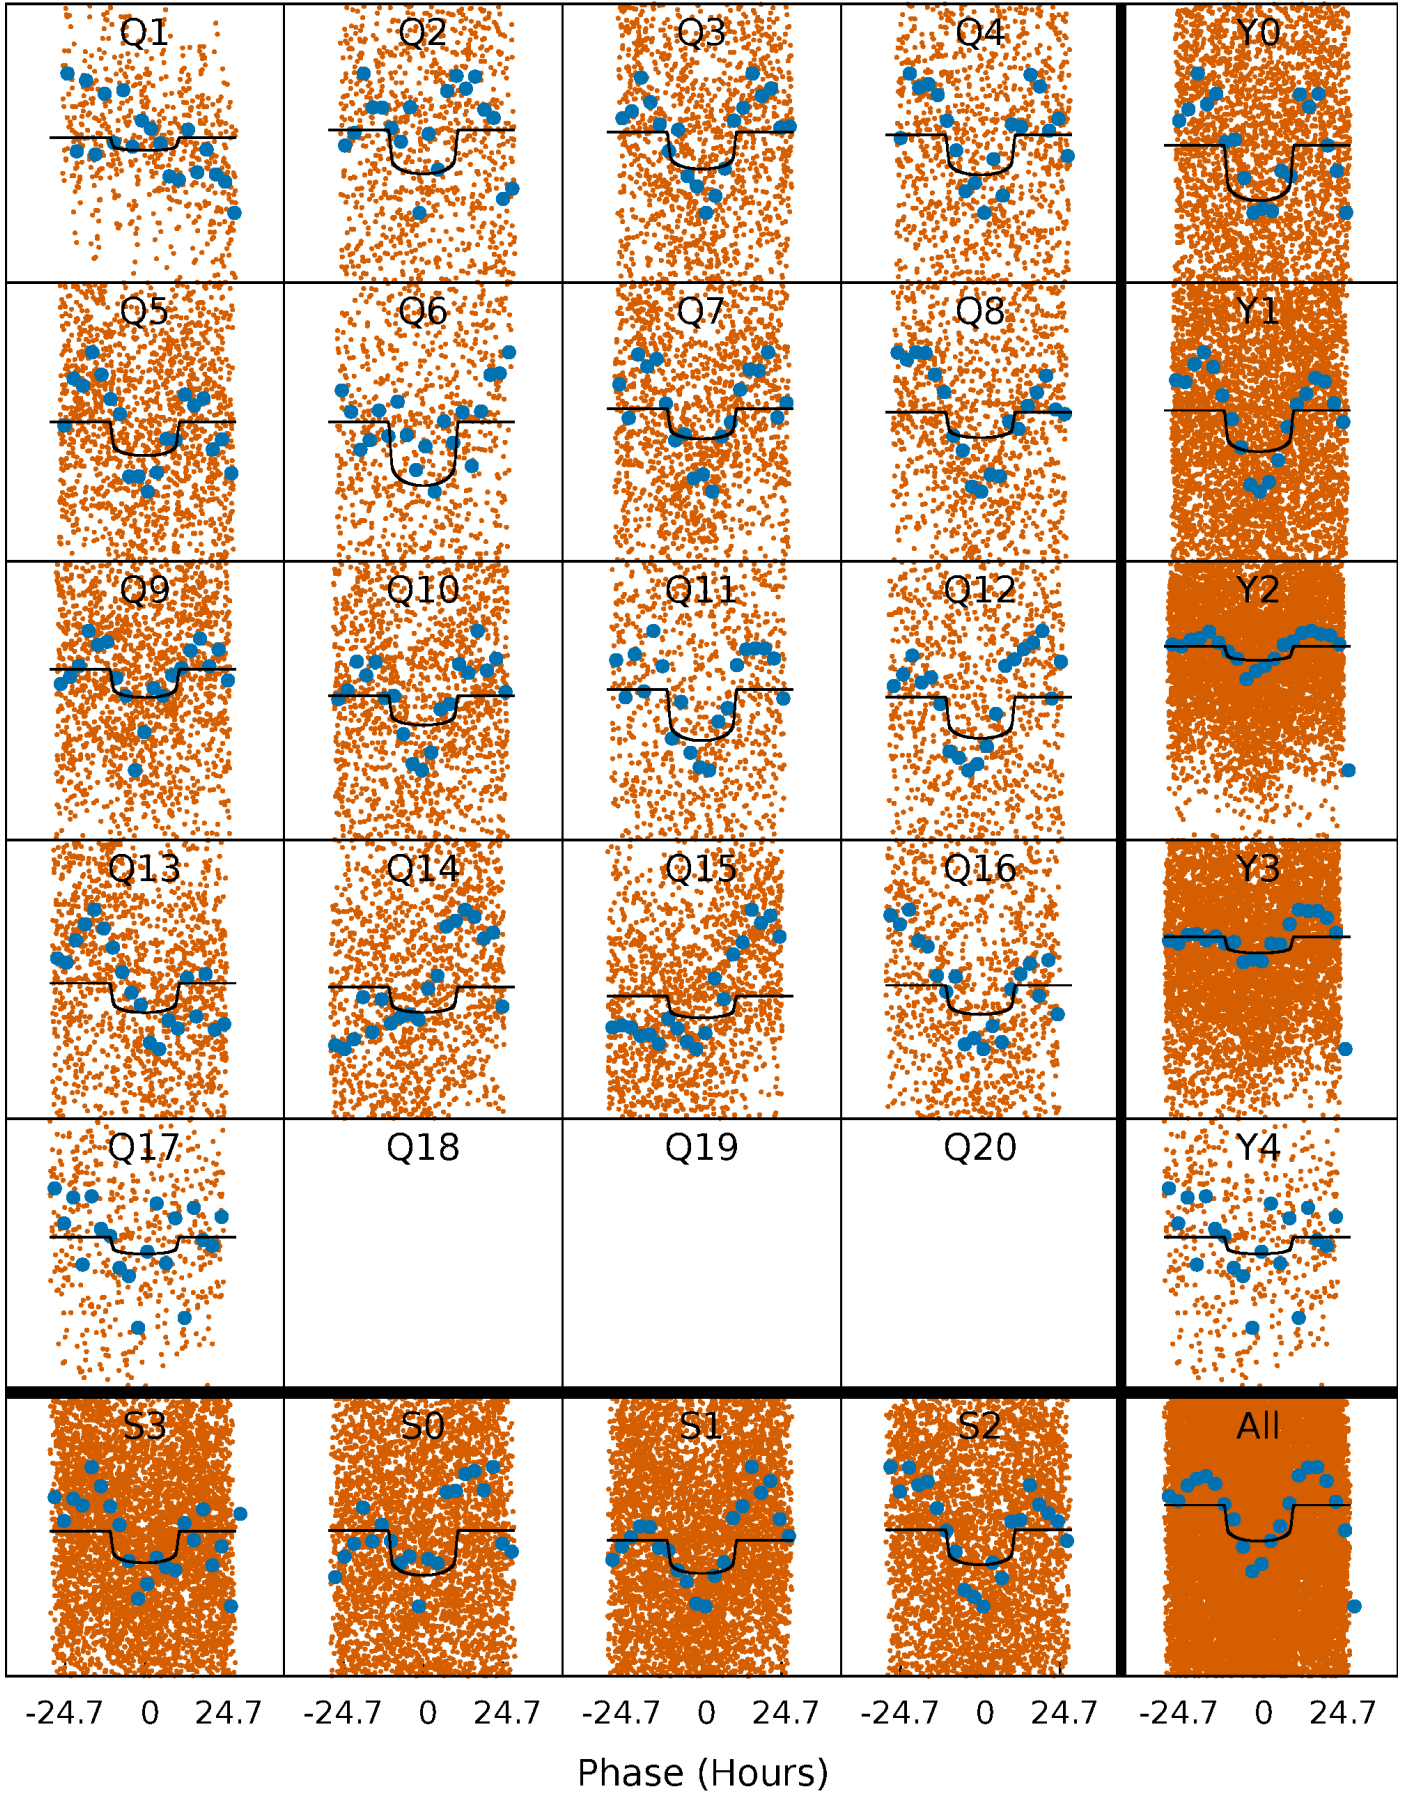 Q1 Q2 Q3 Q4 Y0
Q5 Q6 Q7 Q8 Y1
Q9 Q10 Q11 Q12 Y2
Q13 Q14 Q15 Q16 Y3
Q17 Q18 Q19 Q20 Y4
S3 S0 S1 S2 All
-24.7 0 24.7 -24.7 0 24.7 -24.7 0 24.7 -24.7 0 24.7 -24.7 0 24.7
Phase (Hours)